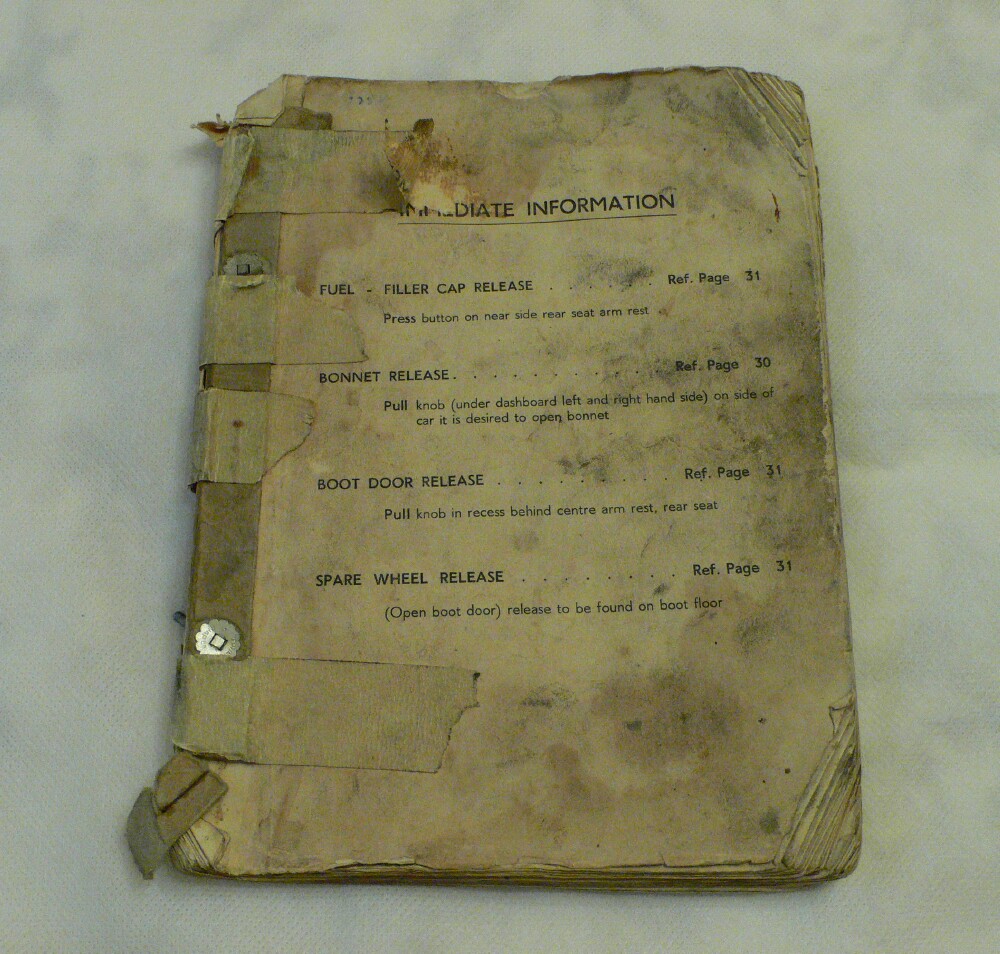 IMMEDIATE INFORMATION
FUEL - FILLER CAP RELEASE . . . . . . Ref. Page 31
Press button on near side rear seat arm rest
BONNET RELEASE. . . . . . . . . . Ref. Page 30
Pull knob (under dashboard left and right hand side) on side of
car it is desired to open bonnet
BOOT DOOR RELEASE . . . . . . . . . Ref. Page 31
Pull knob in recess behind centre arm rest, rear seat
SPARE WHEEL RELEASE . . . . . . . . Ref. Page 31
(Open boot door) release to be found on boot floor